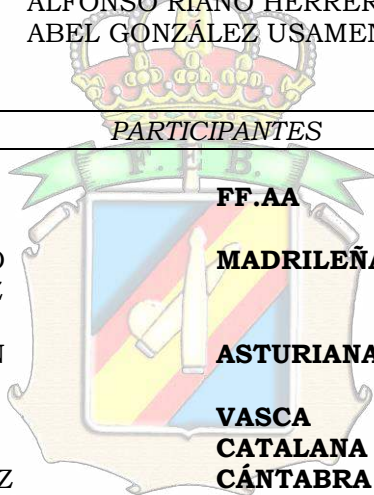 ALFONSO RIAÑO HERRER
ABEL GONZÁLEZ USAMEN
PARTICIPANTES
F. E. B.
FF.AA
MADRILEÑA
ASTURIANA
N
VASCA
CATALANA
Z CÁNTABRA